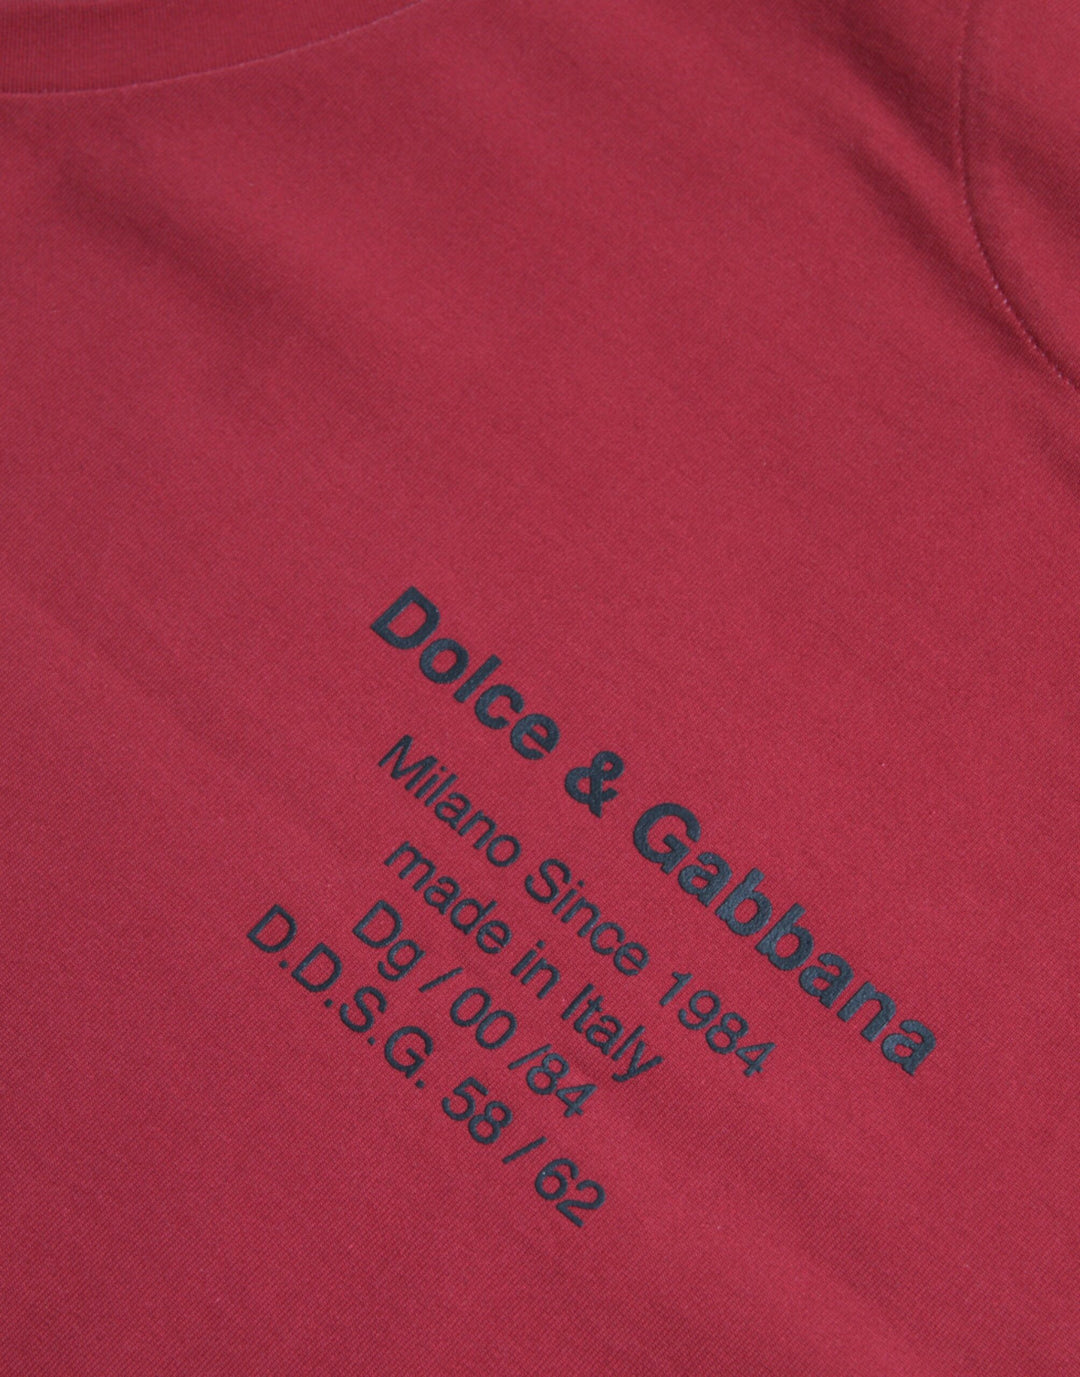 Dolce & Gabbana
Milano Since 1984
made in Italy
Dg / 00 /84
D.D.S.G. 58 / 62